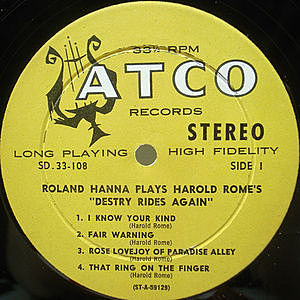 33⅓ RPM
ATCO
RECORDS
STEREO
LONG PLAYING HIGH FIDELITY
SD. 33-108 SIDE 1
ROLAND HANNA PLAYS HAROLD ROME'S
"DESTRY RIDES AGAIN"
1. I KNOW YOUR KIND
(Harold Rome)
2. FAIR WARNING
(Harold Rome)
3. ROSE LOVEJOY OF PARADISE ALLEY
(Harold Rome)
4. THAT RING ON THE FINGER
(Harold Rome)
(ST-A-59129)